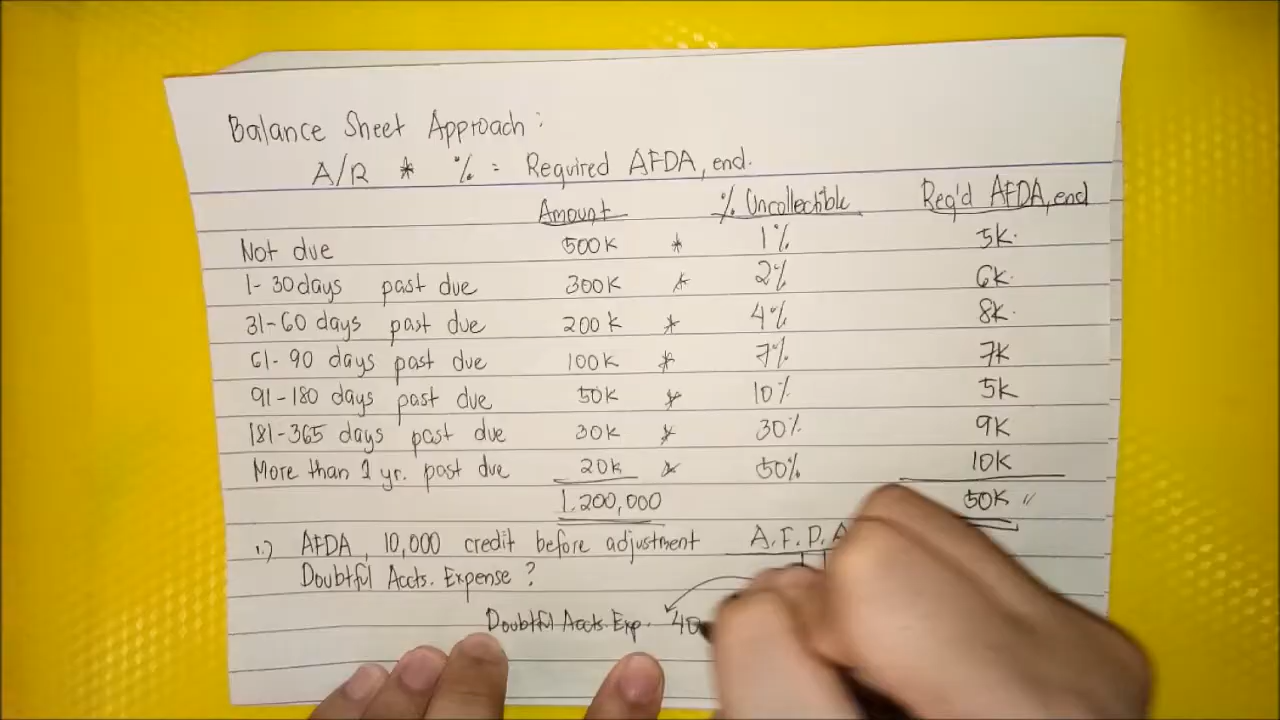 Balance Sheet Approach :
A/R * % = Required AFDA, end.
Amount % Uncollectible Req'd AFDA, end
Not due 500K * 1% 5K
1-30 days past due 300K * 2% 6K
31-60 days past due 200K * 4% 8K
61-90 days past due 100K * 7% 7K
91-180 days past due 50K * 10% 5K
181-365 days past due 30K * 30% 9K
More than 1 yr. past due 20K * 50% 10K
1,200,000 50K
1.) AFDA, 10,000 credit before adjustment A.F.D.A
Doubtful Accts. Expense ?
Doubtful Accts. Exp. 40